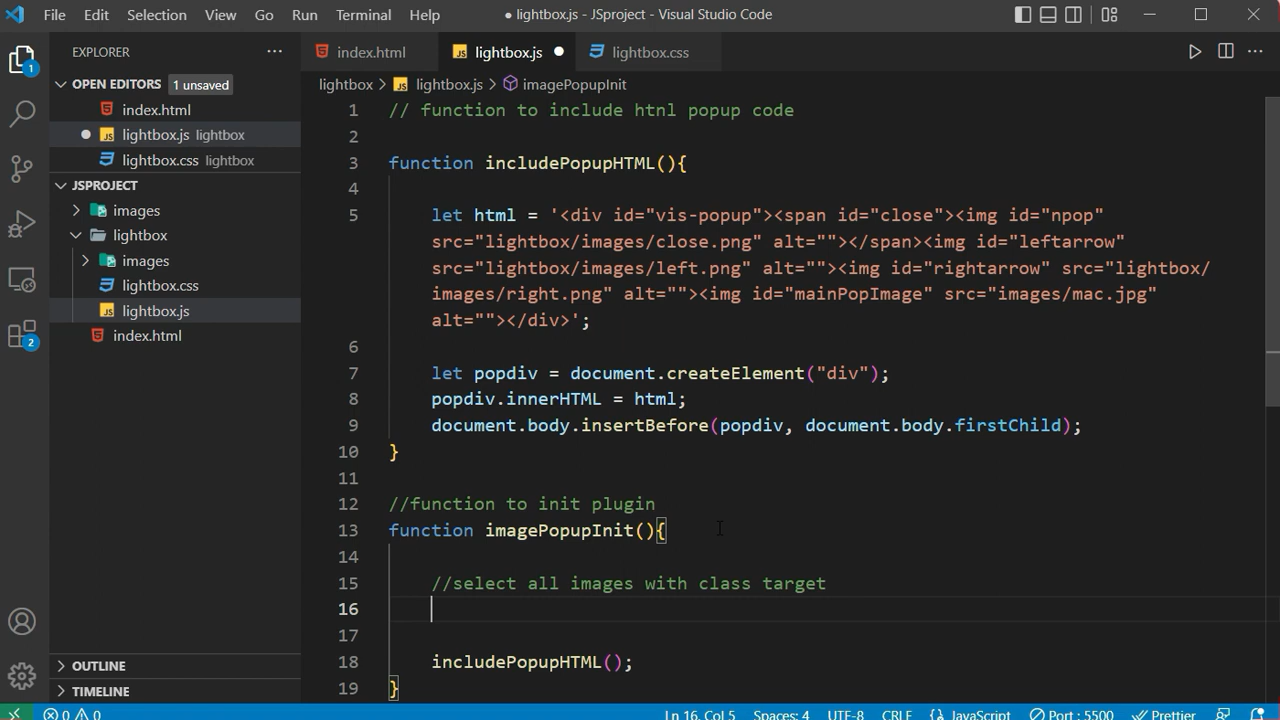 File Edit Selection View Go Run Terminal Help ● lightbox.js - JSproject - Visual Studio Code
EXPLORER ···
index.html lightbox.js ● lightbox.css
OPEN EDITORS 1 unsaved
index.html
● lightbox.js lightbox
lightbox.css lightbox
JSPROJECT
images
lightbox
images
lightbox.css
lightbox.js
index.html
OUTLINE
TIMELINE
1
2
lightbox > JS lightbox.js > imagePopupInit
1 // function to include htnl popup code
2
3 function includePopupHTML(){
4
5 let html = '<div id="vis-popup"><span id="close"><img id="npop"
src="lightbox/images/close.png" alt=""></span><img id="leftarrow"
src="lightbox/images/left.png" alt=""><img id="rightarrow" src="lightbox/
images/right.png" alt=""><img id="mainPopImage" src="images/mac.jpg"
alt=""></div>';
6
7 let popdiv = document.createElement("div");
8 popdiv.innerHTML = html;
9 document.body.insertBefore(popdiv, document.body.firstChild);
10 }
11
12 //function to init plugin
13 function imagePopupInit(){
14
15 //select all images with class target
16
17
18 includePopupHTML();
19 }
0 0 Ln 16, Col 5 Spaces: 4 UTF-8 CRLF {} JavaScript Port : 5500 Prettier